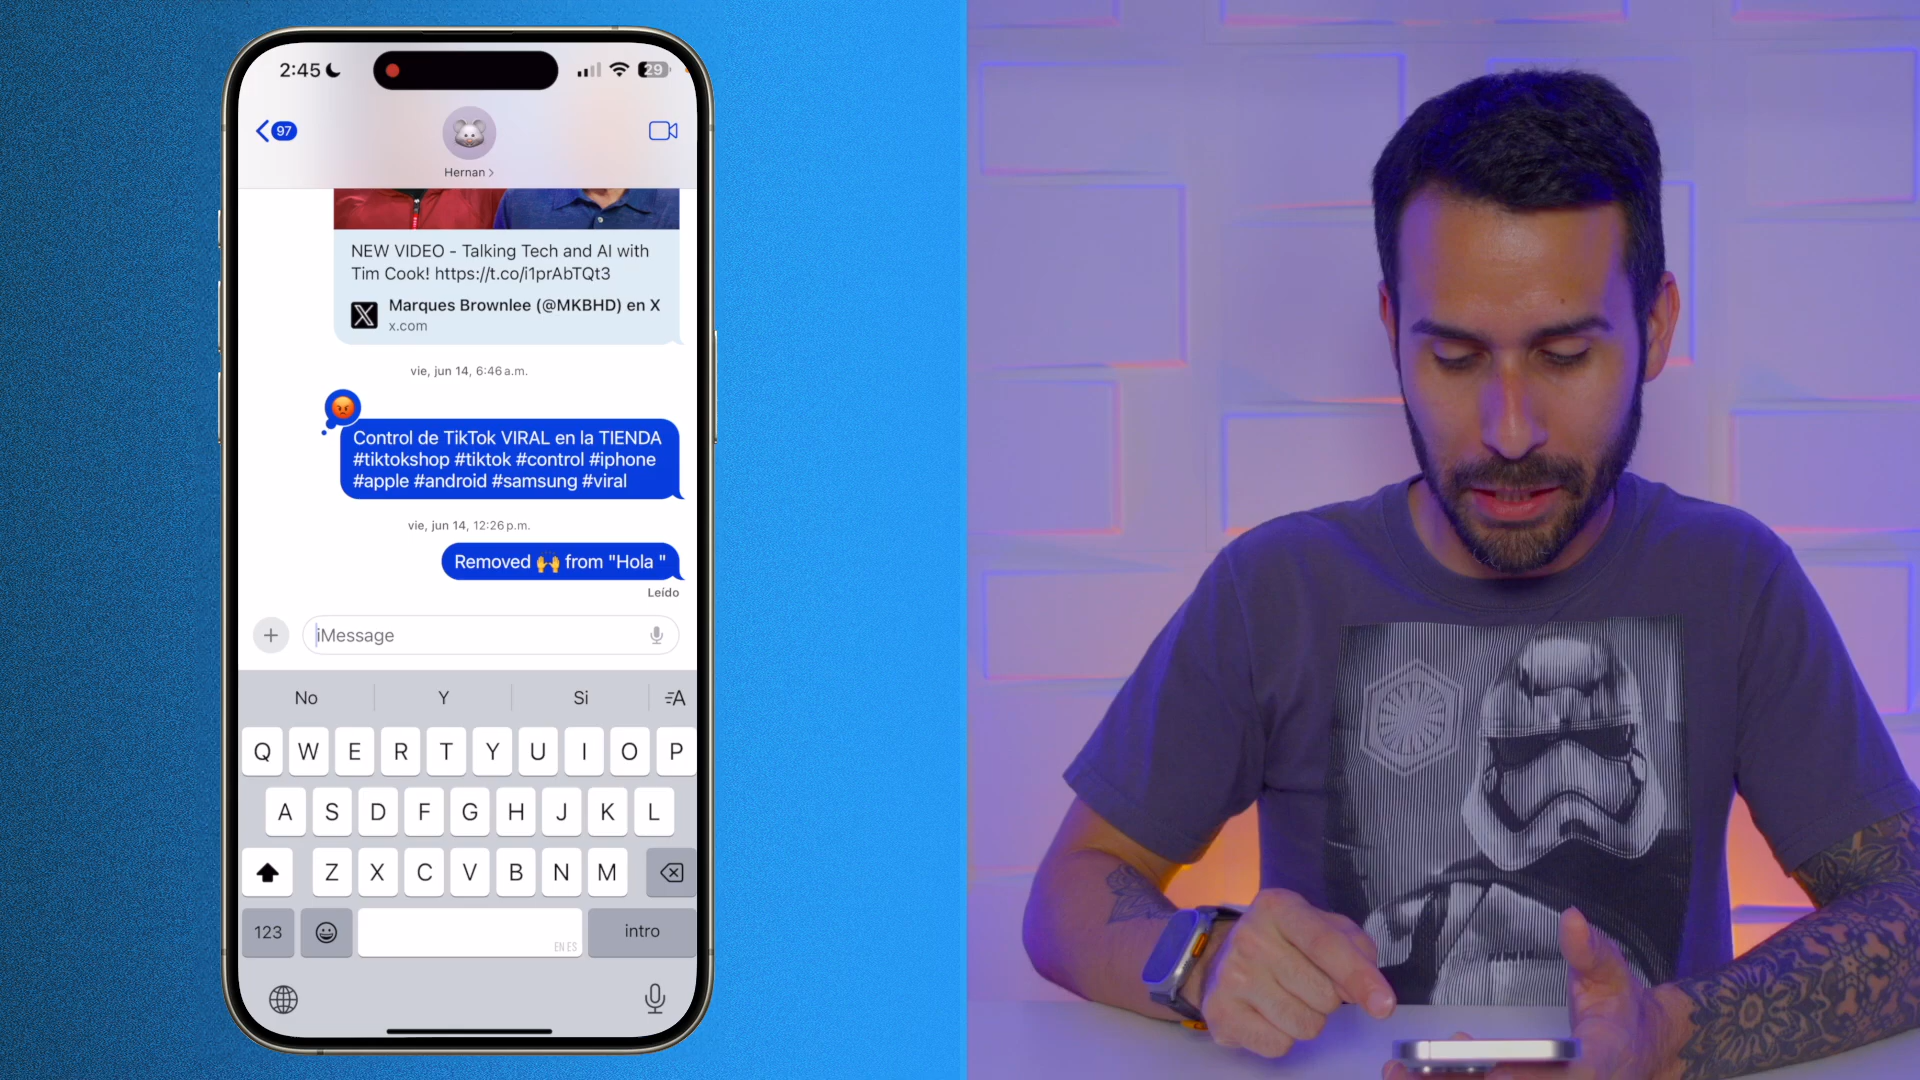 2:45
29
97
Hernan >
NEW VIDEO - Talking Tech and AI with
Tim Cook! https://t.co/i1prAbTQt3
Marques Brownlee (@MKBHD) en X
x.com
vie, jun 14, 6:46 a.m.
Control de TikTok VIRAL en la TIENDA
#tiktokshop #tiktok #control #iphone
#apple #android #samsung #viral
vie, jun 14, 12:26 p.m.
Removed 🙌 from "Hola "
Leído
iMessage
No Y Si
Q W E R T Y U I O P
A S D F G H J K L
Z X C V B N M
123 EN ES intro